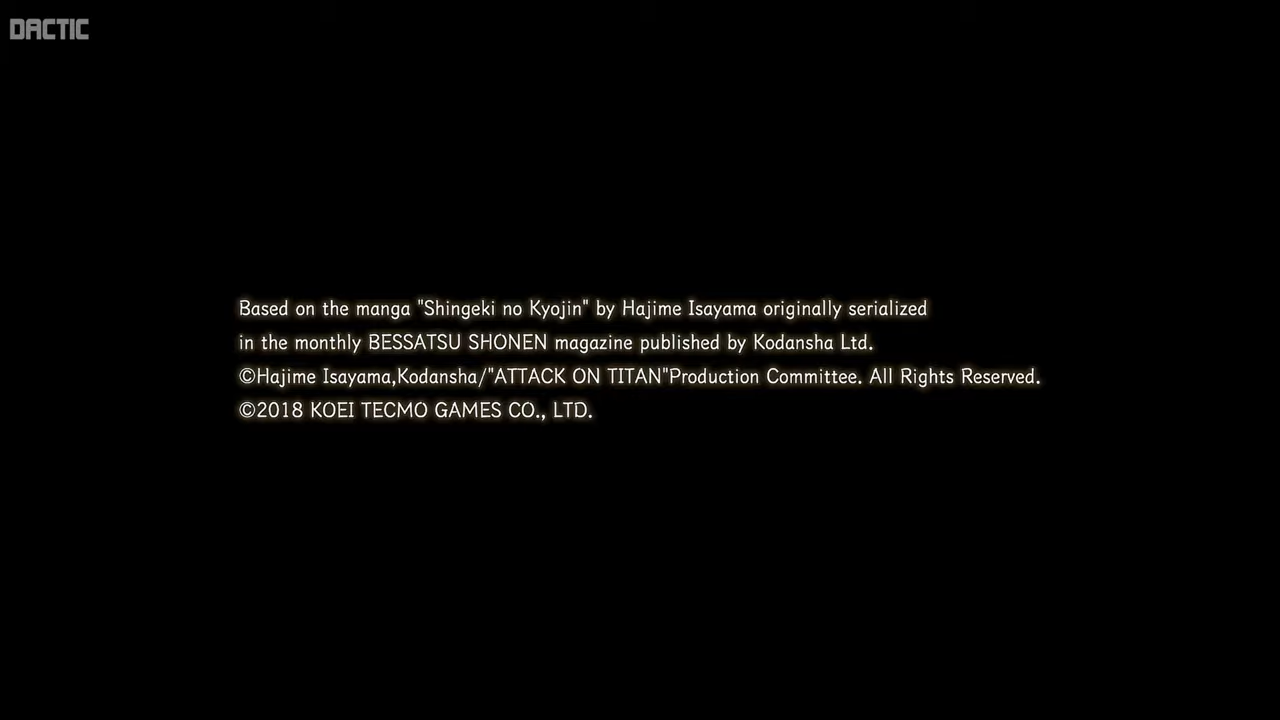 DACTIC
Based on the manga "Shingeki no Kyojin" by Hajime Isayama originally serialized
in the monthly BESSATSU SHONEN magazine published by Kodansha Ltd.
©Hajime Isayama,Kodansha/"ATTACK ON TITAN"Production Committee. All Rights Reserved.
©2018 KOEI TECMO GAMES CO., LTD.